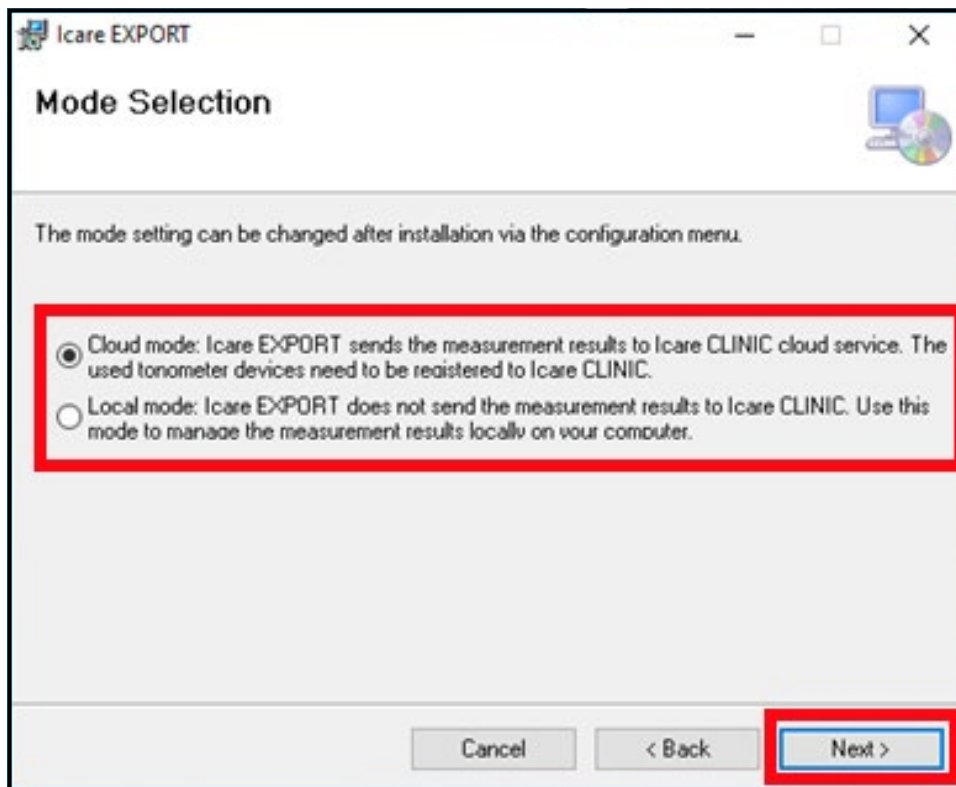 Icare EXPORT
Mode Selection
The mode setting can be changed after installation via the configuration menu.
Cloud mode: Icare EXPORT sends the measurement results to Icare CLINIC cloud service. The
used tonometer devices need to be registered to Icare CLINIC.
Local mode: Icare EXPORT does not send the measurement results to Icare CLINIC. Use this
mode to manage the measurement results locally on your computer.
Cancel
< Back
Next >